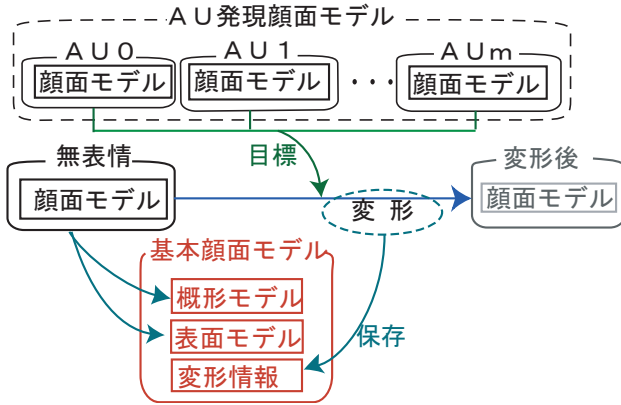 ＡＵ発現顔面モデル
ＡＵ０
ＡＵ１
ＡＵｍ
顔面モデル
顔面モデル
・・・
顔面モデル
目標
無表情
変形後
顔面モデル
変 形
顔面モデル
基本顔面モデル
概形モデル
表面モデル
保存
変形情報